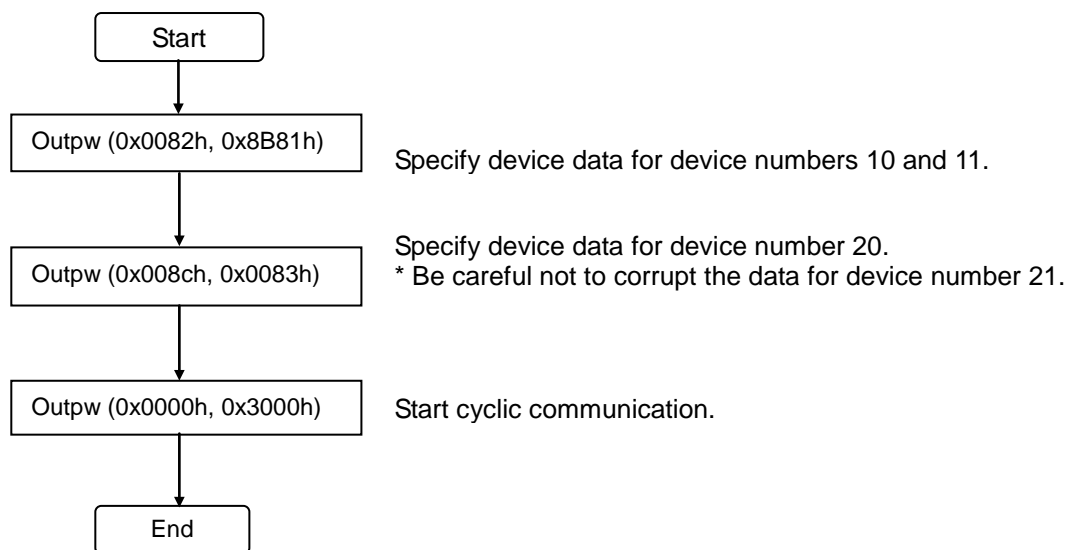 Start
Outpw (0x0082h, 0x8B81h)
Specify device data for device numbers 10 and 11.
Specify device data for device number 20.
Outpw (0x008ch, 0x0083h)
* Be careful not to corrupt the data for device number 21.
Outpw (0x0000h, 0x3000h)
Start cyclic communication.
End